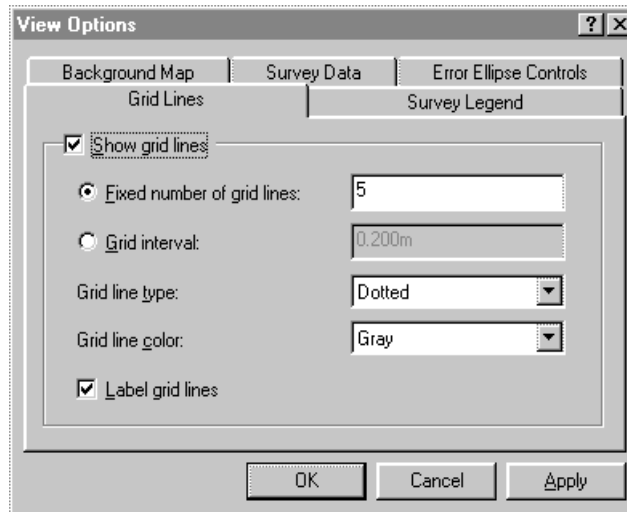 View Options
Background Map Survey Data Error Ellipse Controls
Grid Lines Survey Legend
Show grid lines
Fixed number of grid lines: 5
Grid interval: 0.200m
Grid line type: Dotted
Grid line color: Gray
Label grid lines
OK Cancel Apply